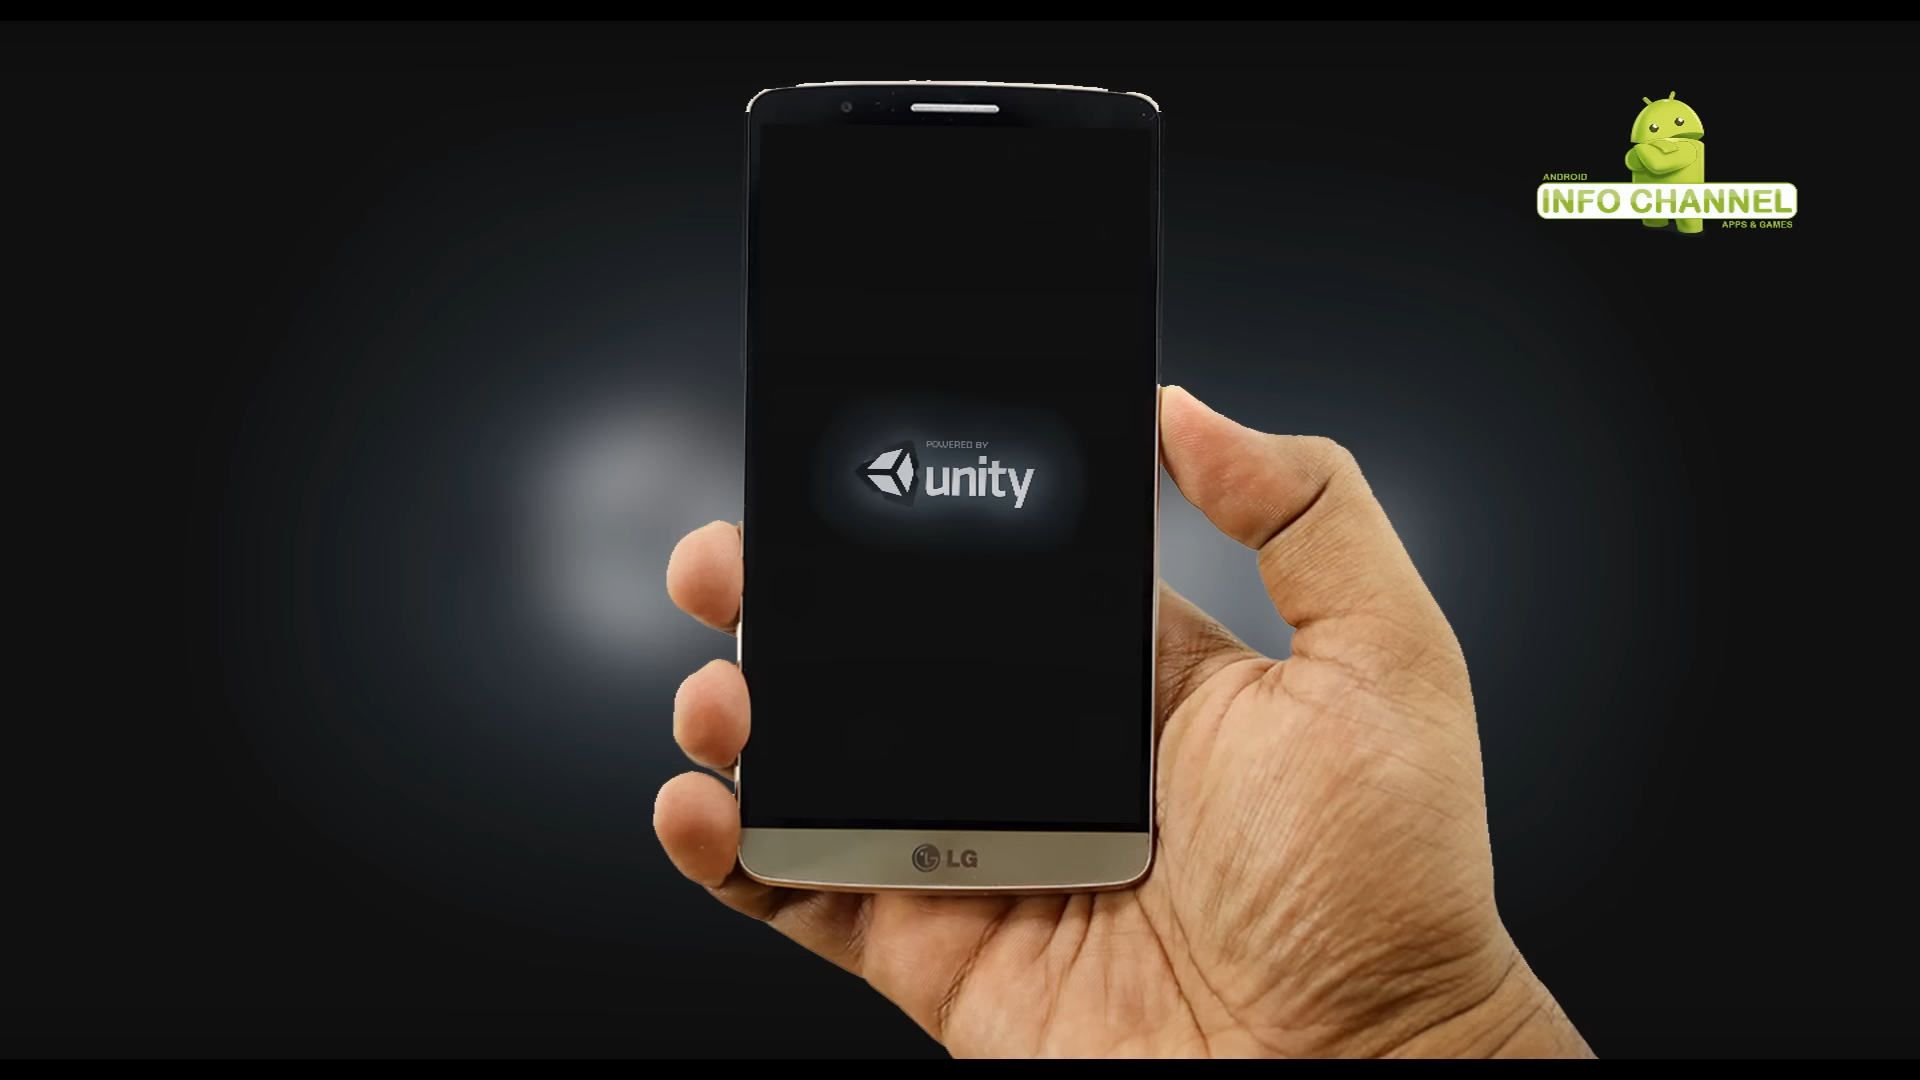 ANDROID
INFO CHANNEL
APPS & GAMES
POWERED BY
unity
LG